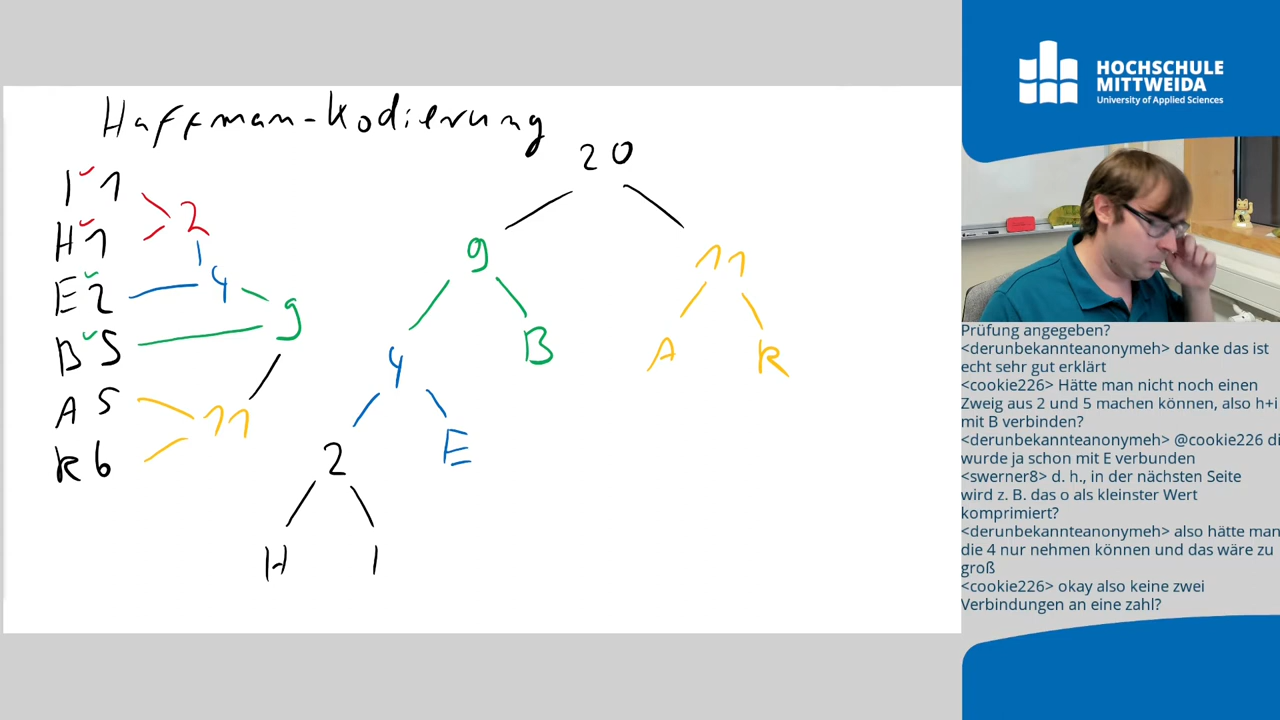 Huffman-Kodierung
I 1
H 1
2
E 2
4
9
B 5
A 5
11
K 6
20
9
11
4
B
A
K
2
E
H
I
HOCHSCHULE
MITTWEIDA
University of Applied Sciences
Prüfung angegeben?
<derunbekannteanonymeh> danke das ist
echt sehr gut erklärt
<cookie226> Hätte man nicht noch einen
Zweig aus 2 und 5 machen können, also h+i
mit B verbinden?
<derunbekannteanonymeh> @cookie226 di
wurde ja schon mit E verbunden
<swerner8> d. h., in der nächsten Seite
wird z. B. das o als kleinster Wert
komprimiert?
<derunbekannteanonymeh> also hätte man
die 4 nur nehmen können und das wäre zu
groß
<cookie226> okay also keine zwei
Verbindungen an eine zahl?